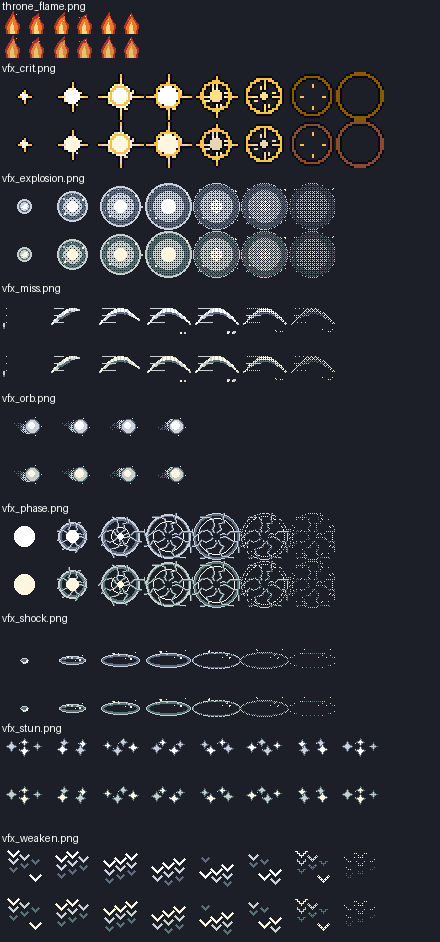 throne_flame.png
vfx_crit.png
vfx_explosion.png
vfx_miss.png
vfx_orb.png
vfx_phase.png
vfx_shock.png
vfx_stun.png
vfx_weaken.png